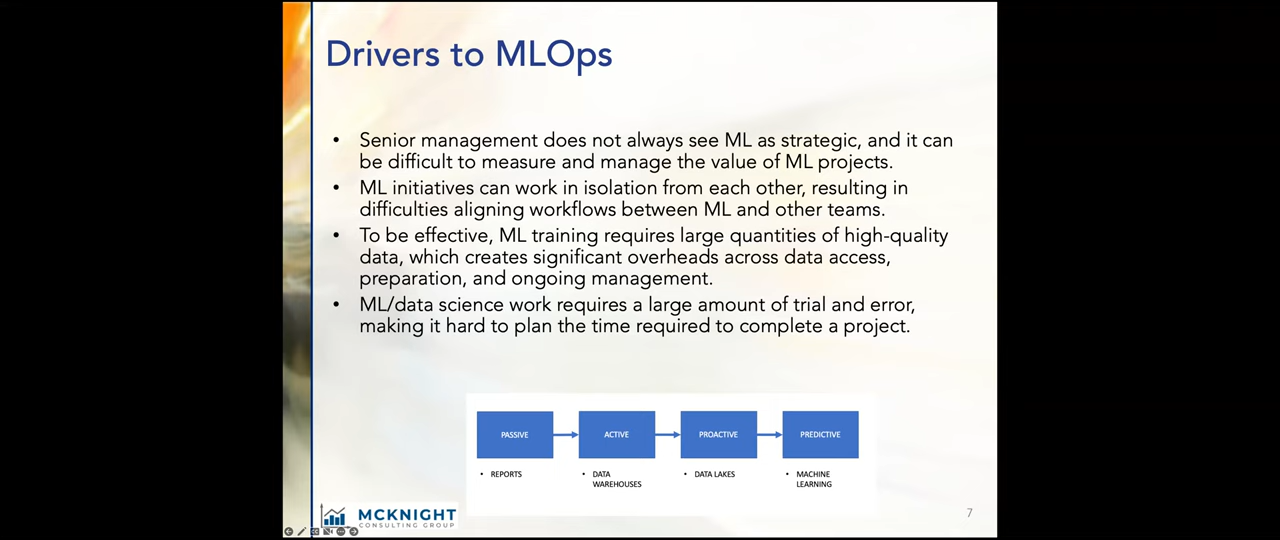 Drivers to MLOps
• Senior management does not always see ML as strategic, and it can
be difficult to measure and manage the value of ML projects.
• ML initiatives can work in isolation from each other, resulting in
difficulties aligning workflows between ML and other teams.
• To be effective, ML training requires large quantities of high-quality
data, which creates significant overheads across data access,
preparation, and ongoing management.
• ML/data science work requires a large amount of trial and error,
making it hard to plan the time required to complete a project.
PASSIVE
ACTIVE
PROACTIVE
PREDICTIVE
• REPORTS
• DATA
WAREHOUSES
• DATA LAKES
• MACHINE
LEARNING
MCKNIGHT
CONSULTING GROUP
7